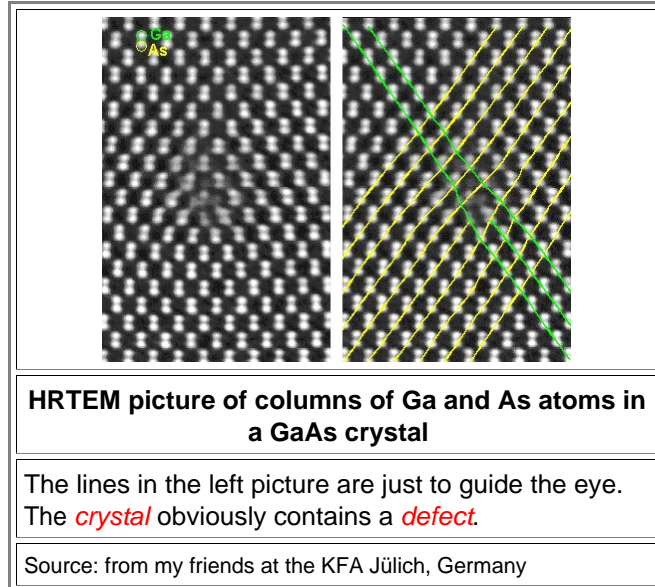 Ga
As
HRTEM picture of columns of Ga and As atoms in
a GaAs crystal
The lines in the left picture are just to guide the eye.
The crystal obviously contains a defect.
Source: from my friends at the KFA Jülich, Germany